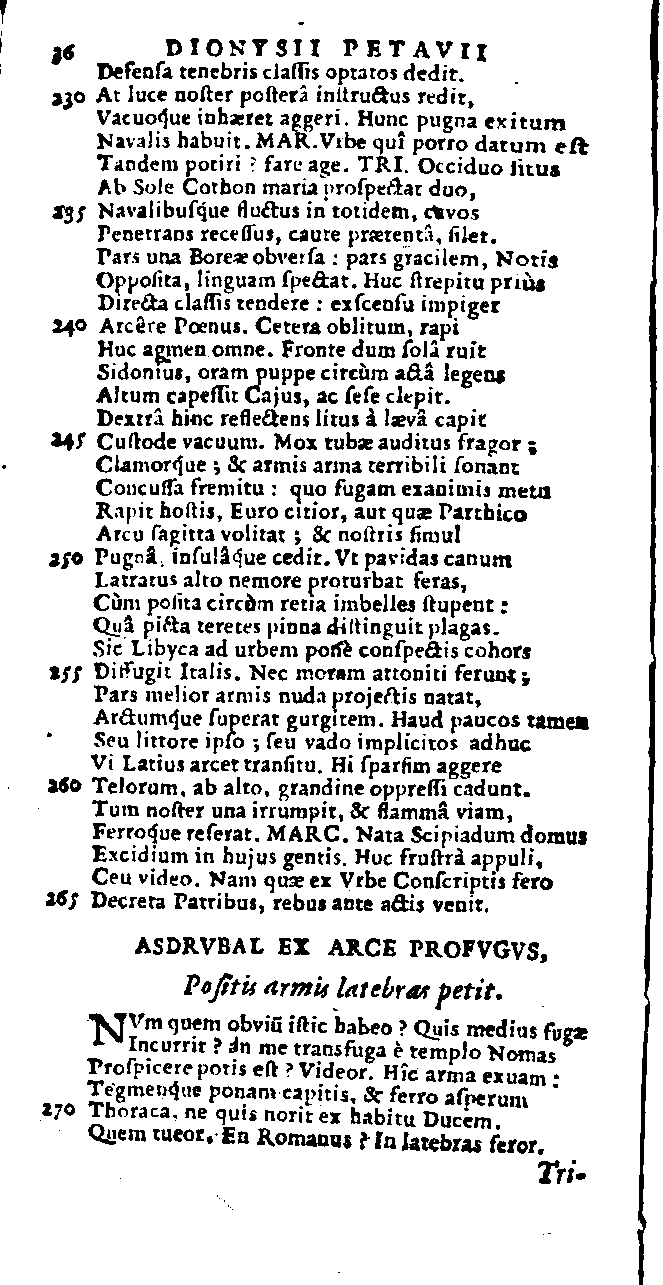 36 DIONYSII PETAVII
Defenſa tenebris claſſis optatos dedit.
230 At luce noſter poſterâ inſtructus redit,
Vacuoque inhæret aggeri. Hunc pugna exitum
Navalis habuit. MAR. Vrbe quî porro datum eſt
Tandem potiri ? fare age. TRI. Occiduo litus
Ab Sole Cothon maria proſpectat duo,
235 Navalibuſque fluctus in totidem, cavos
Penetrans receſſus, caute prætentâ, ſilet.
Pars una Boreæ obverſa : pars gracilem, Notis
Oppoſita, linguam ſpectat. Huc ſtrepitu priùs
Directa claſſis tendere : exſcenſu impiger
240 Arcêre Pœnus. Cetera oblitum, rapi
Huc agmen omne. Fronte dum ſolâ ruit
Sidonius, oram puppe circùm actâ legens
Altum capeſſit Cajus, ac ſeſe clepit.
Dextrâ hinc reflectens litus à lævâ capit
245 Cuſtode vacuum. Mox tubæ auditus fragor ;
Clamorque ; & armis arma terribili ſonant
Concuſſa fremitu : quo fugam exanimis metu
Rapit hoſtis, Euro citior, aut quæ Parthico
Arcu ſagitta volitat ; & noſtris ſimul
250 Pugnâ, inſulâque cedit. Vt pavidas canum
Latratus alto nemore proturbat feras,
Cùm poſita circùm retia imbelles ſtupent :
Quâ picta teretes pinna diſtinguit plagas.
Sic Libyca ad urbem ponè conſpectis cohors
255 Diffugit Italis. Nec moram attoniti ferunt ;
Pars melior armis nuda projectis natat,
Arctumque ſuperat gurgitem. Haud paucos tamen
Seu littore ipſo ; ſeu vado implicitos adhuc
Vi Latius arcet tranſitu. Hi ſparſim aggere
260 Telorum, ab alto, grandine oppreſſi cadunt.
Tum noſter una irrumpit, & flammâ viam,
Ferroque reſerat. MARC. Nata Scipiadum domus
Excidium in hujus gentis. Huc fruſtrà appuli,
Ceu video. Nam quæ ex Vrbe Conſcriptis fero
265 Decreta Patribus, rebus ante actis venit.
ASDRVBAL EX ARCE PROFVGVS,
Poſitis armis latebras petit.
NVm quem obviũ iſtic habeo ? Quis medius fugæ
Incurrit ? An me transfuga è templo Nomas
Proſpicere potis eſt ? Videor. Hîc arma exuam :
Tegmenque ponam capitis, & ferro aſperum
270 Thoraca, ne quis norit ex habitu Ducem.
Quem tueor. En Romanus ? In latebras feror.
Tri-